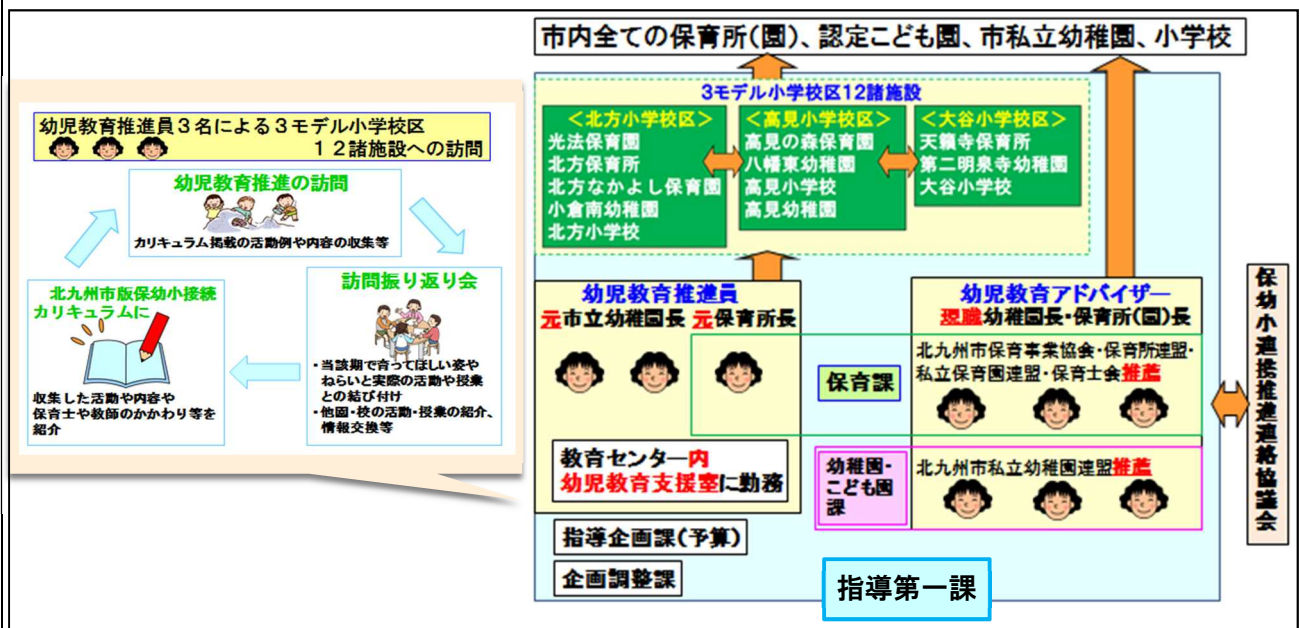 市内全ての保育所(園)、認定こども園、市私立幼稚園、小学校
幼児教育推進員3名による3モデル小学校区
12諸施設への訪問
幼児教育推進の訪問
カリキュラム掲載の活動例や内容の収集等
訪問振り返り会
・当該期で育ってほしい姿や
ねらいと実際の活動や授業
との結び付け
・他園・校の活動・授業の紹介、
情報交換等
北九州市版保幼小接続
カリキュラムに
収集した活動や内容や
保育士や教師のかかわり等を
紹介
3モデル小学校区12諸施設
<北方小学校区>
光法保育園
北方保育所
北方なかよし保育園
小倉南幼稚園
北方小学校
<高見小学校区>
高見の森保育園
八幡東幼稚園
高見小学校
高見幼稚園
<大谷小学校区>
天籟寺保育所
第二明泉寺幼稚園
大谷小学校
幼児教育推進員
元市立幼稚園長 元保育所長
教育センター内
幼児教育支援室に勤務
指導企画課(予算)
企画調整課
幼児教育アドバイザー
現職幼稚園長・保育所(園)長
保育課
北九州市保育事業協会・保育所連盟・
私立保育園連盟・保育士会推薦
幼稚園・
こども園
課
北九州市私立幼稚園連盟推薦
指導第一課
保幼小連携推進連絡協議会